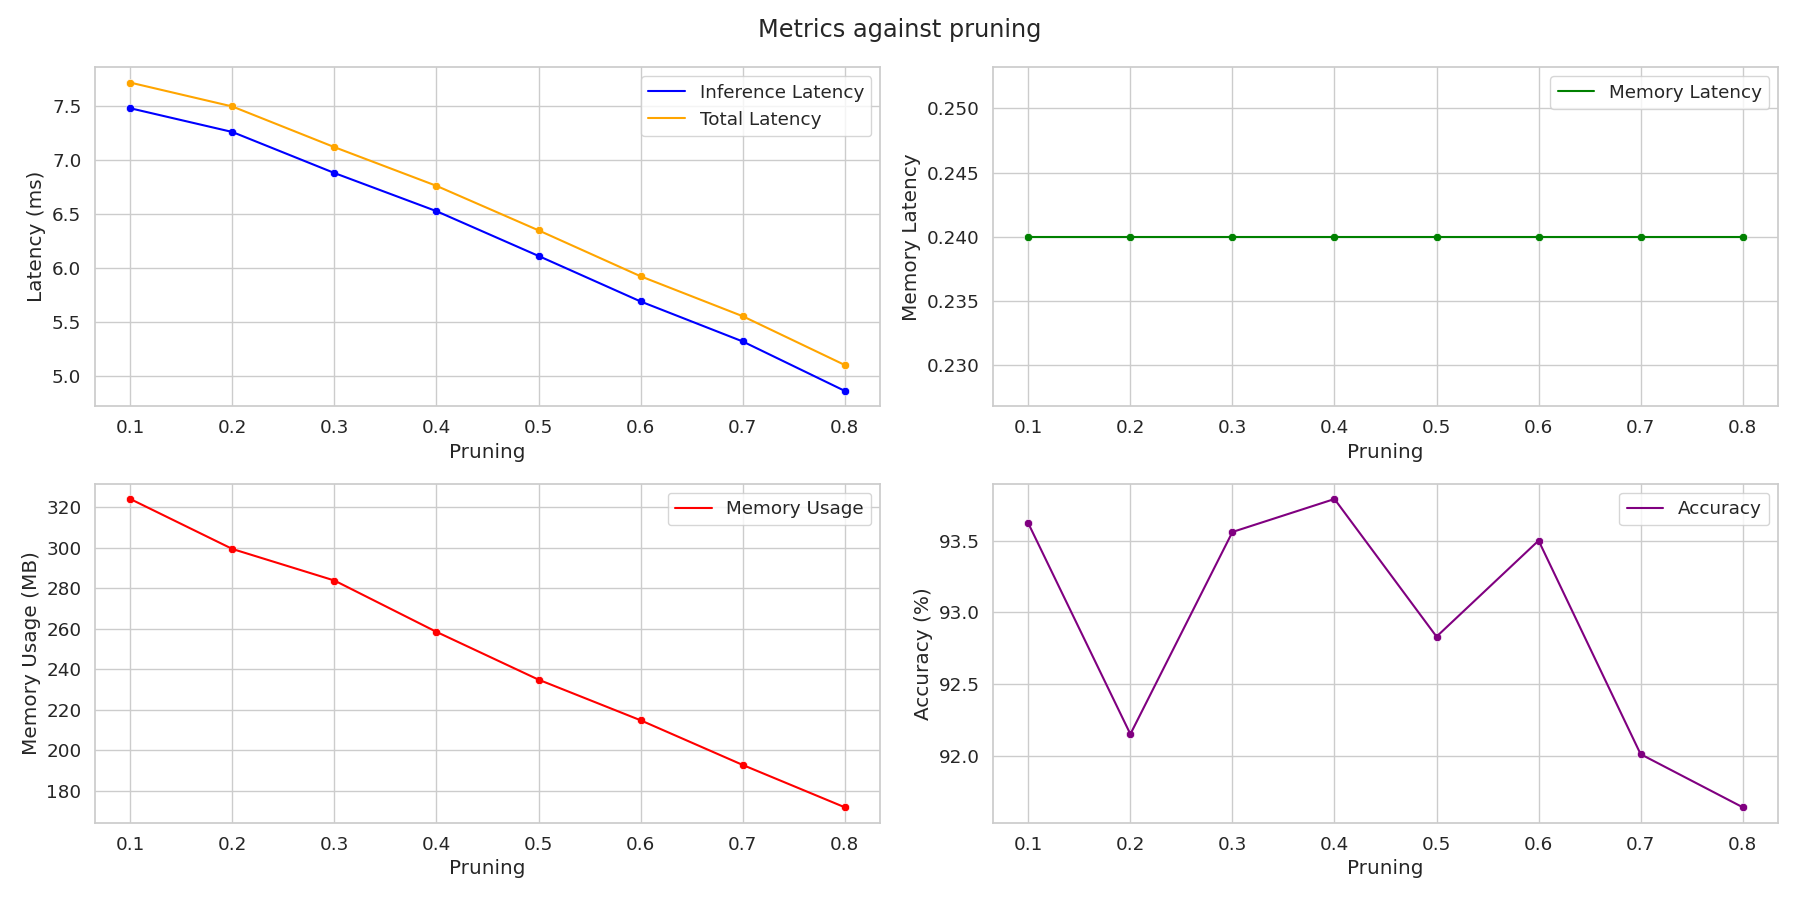 Metrics against pruning
Latency (ms)
7.5
7.0
6.5
6.0
5.5
5.0
Inference Latency
Total Latency
0.1 0.2 0.3 0.4 0.5 0.6 0.7 0.8
Pruning
Memory Latency
0.250
0.245
0.240
0.235
0.230
Memory Latency
0.1 0.2 0.3 0.4 0.5 0.6 0.7 0.8
Pruning
Memory Usage (MB)
320
300
280
260
240
220
200
180
Memory Usage
0.1 0.2 0.3 0.4 0.5 0.6 0.7 0.8
Pruning
Accuracy (%)
93.5
93.0
92.5
92.0
Accuracy
0.1 0.2 0.3 0.4 0.5 0.6 0.7 0.8
Pruning